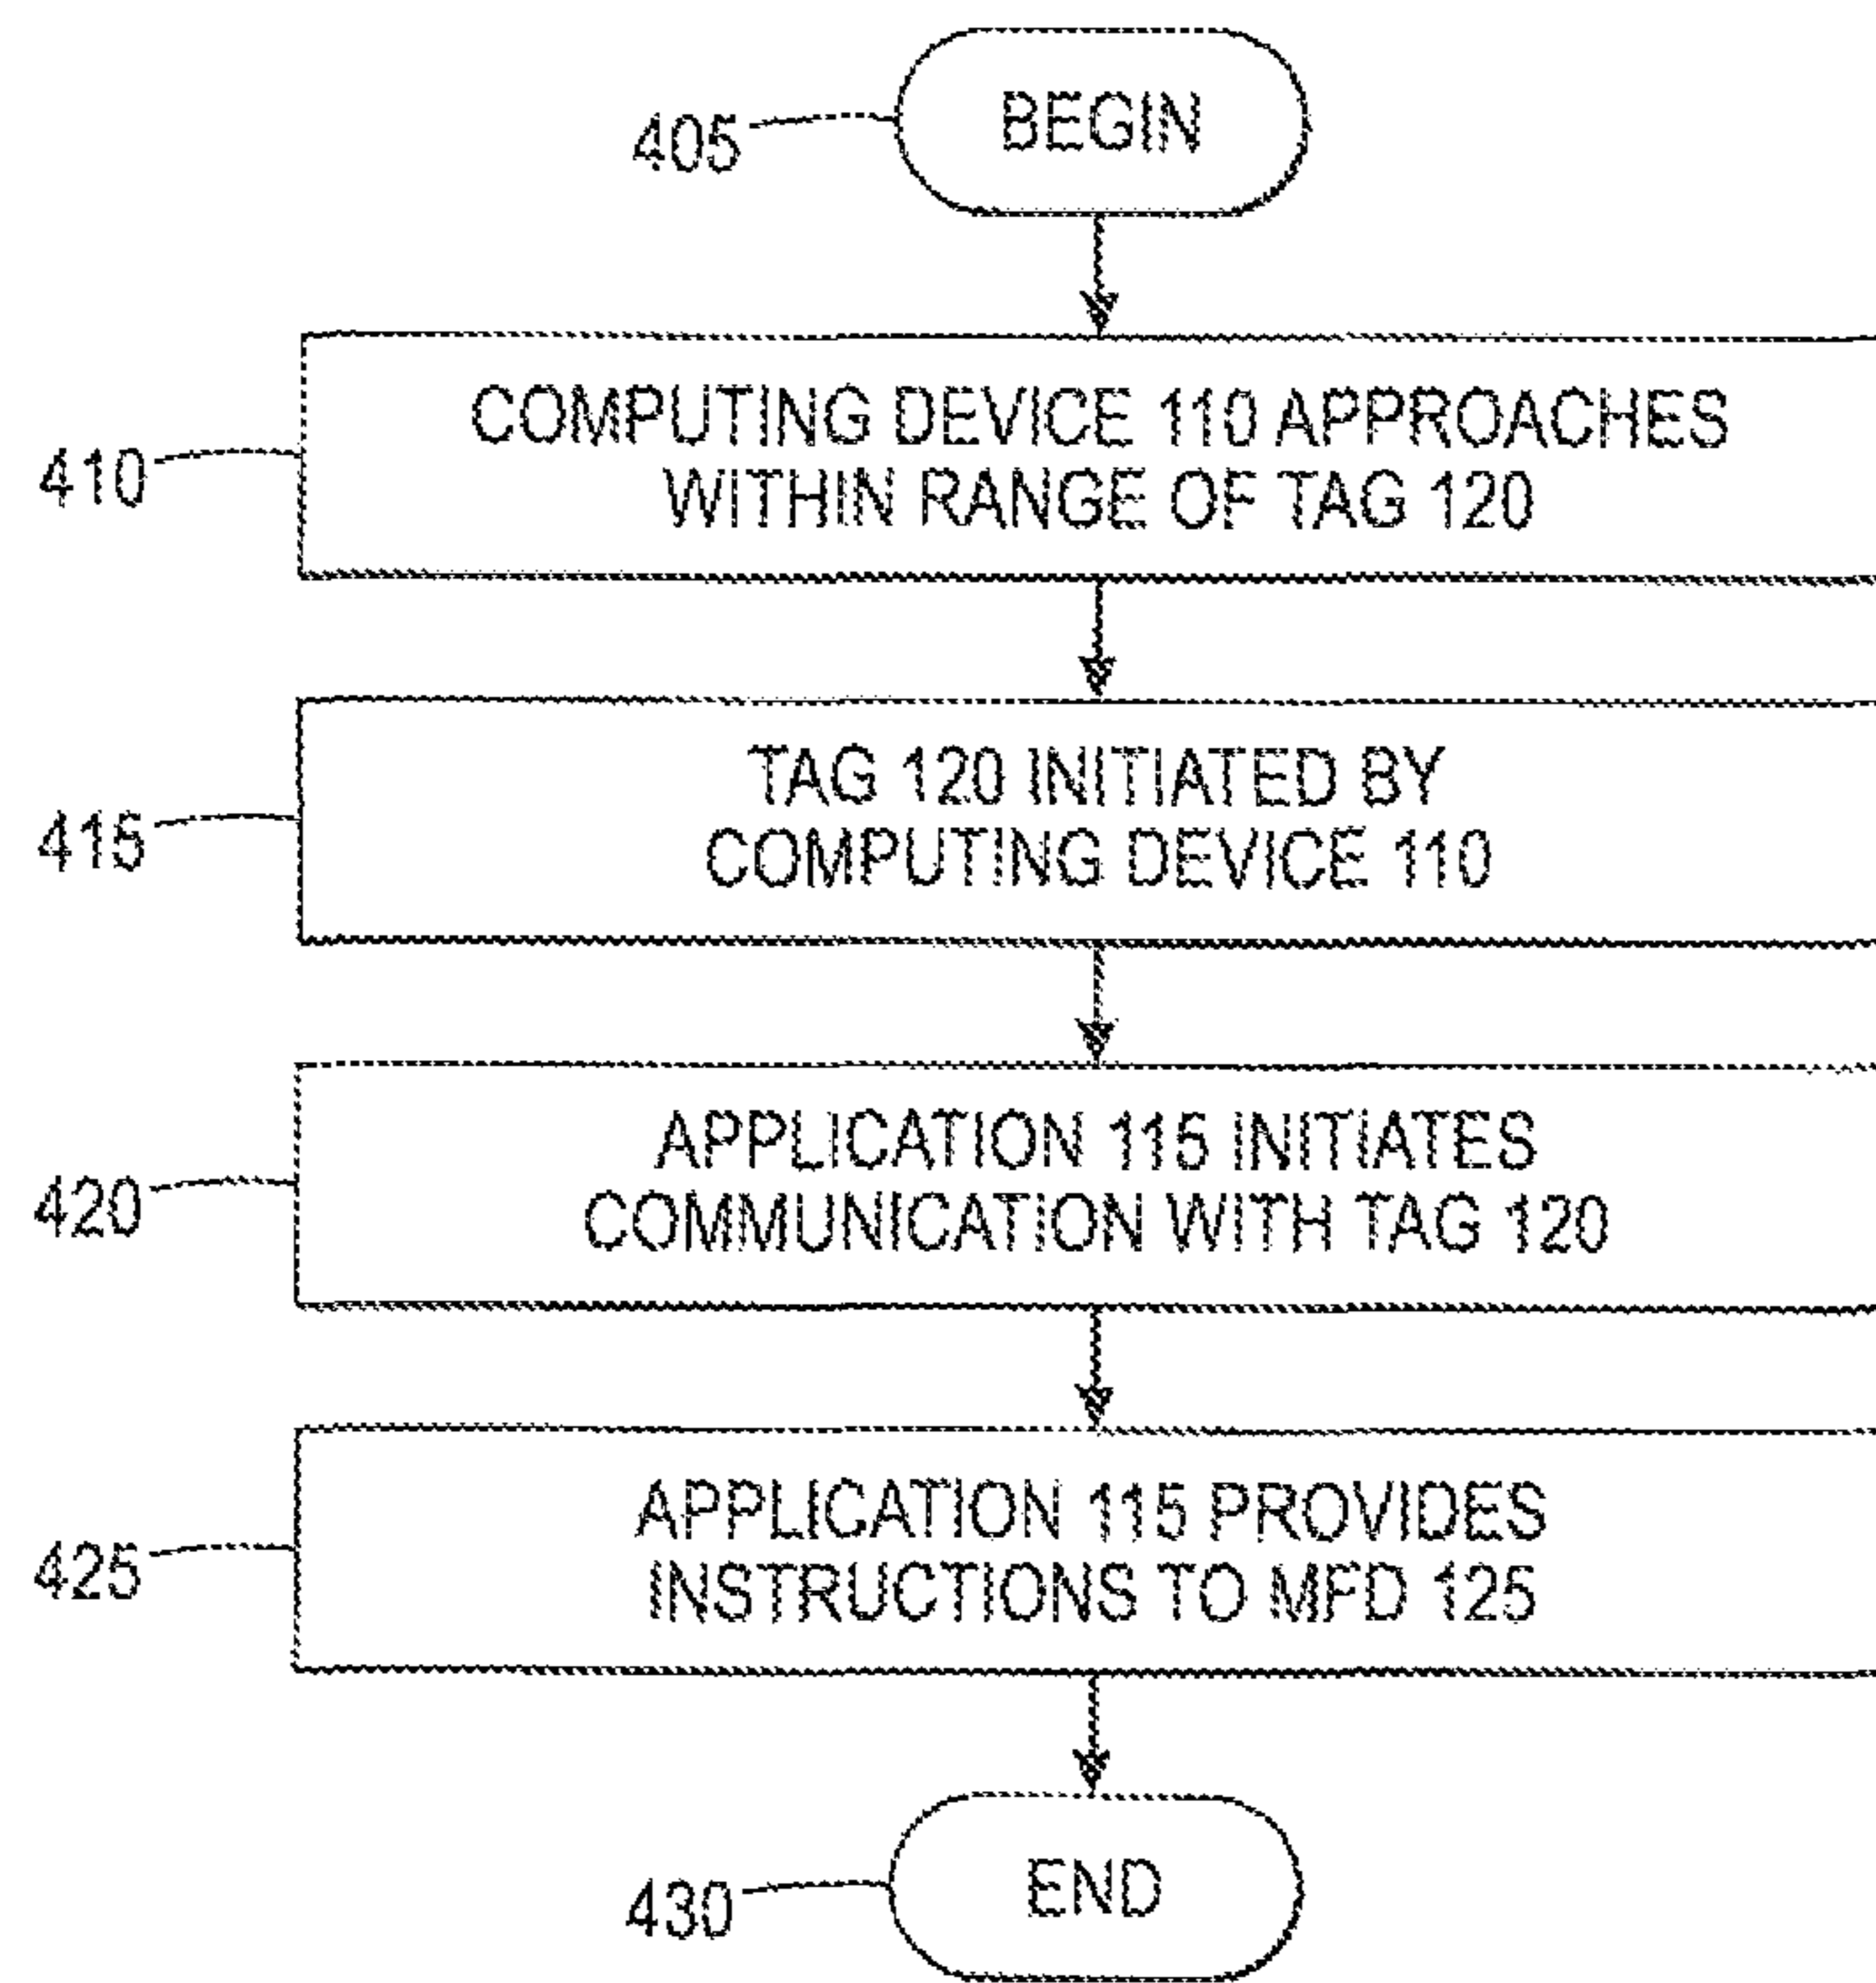 405
BEGIN
410
COMPUTING DEVICE 110 APPROACHES
WITHIN RANGE OF TAG 120
415
TAG 120 INITIATED BY
COMPUTING DEVICE 110
420
APPLICATION 115 INITIATES
COMMUNICATION WITH TAG 120
425
APPLICATION 115 PROVIDES
INSTRUCTIONS TO MFD 125
430
END